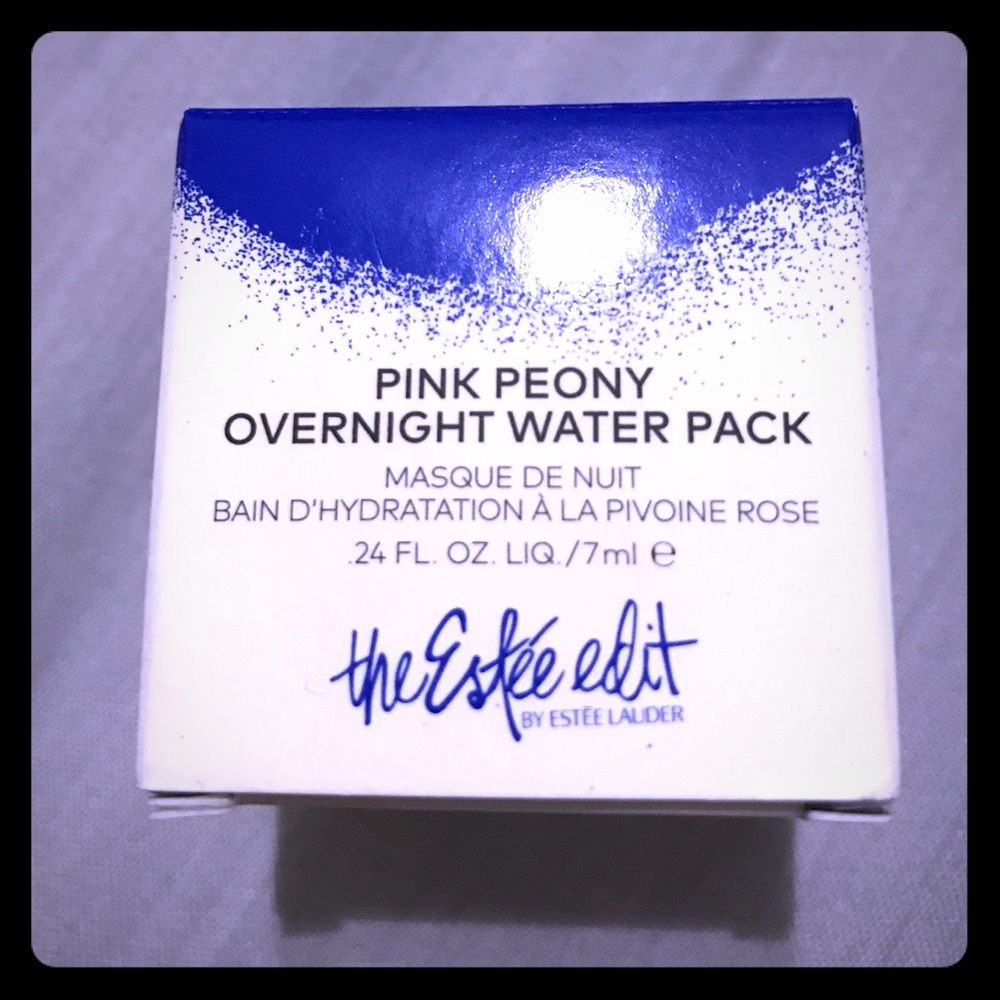 PINK PEONY
OVERNIGHT WATER PACK
MASQUE DE NUIT
BAIN D'HYDRATATION À LA PIVOINE ROSE
.24 FL. OZ. LIQ./7ml ℮
the Estée edit
BY ESTĒE LAUDER